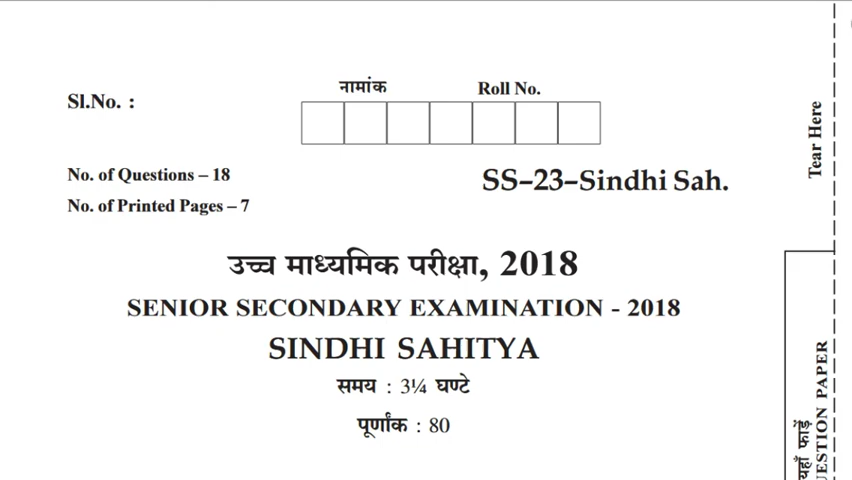 नामांक Roll No.
Sl.No. :
No. of Questions – 18
SS–23–Sindhi Sah.
No. of Printed Pages – 7
उच्च माध्यमिक परीक्षा, 2018
SENIOR SECONDARY EXAMINATION - 2018
SINDHI SAHITYA
समय : 3¼ घण्टे
पूर्णांक : 80
Tear Here
यहाँ फाड़ें
UESTION PAPER